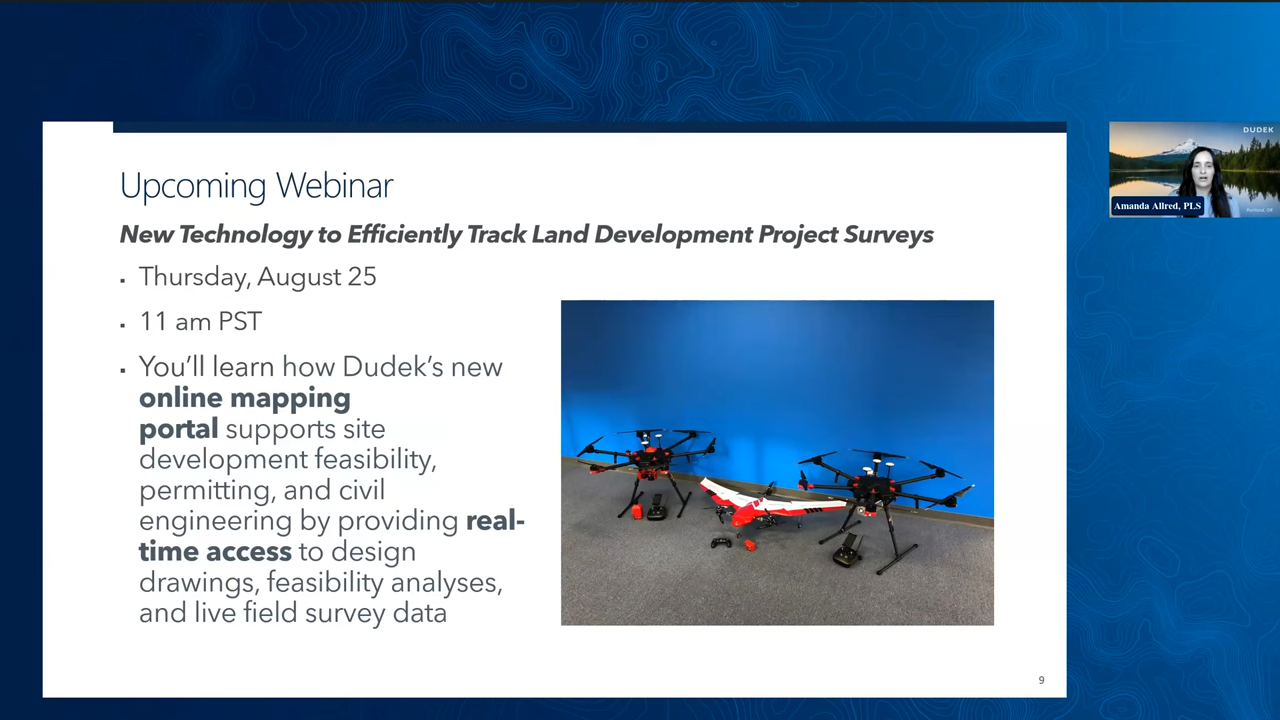 Upcoming Webinar
New Technology to Efficiently Track Land Development Project Surveys
▪ Thursday, August 25
▪ 11 am PST
▪ You'll learn how Dudek's new
online mapping
portal supports site
development feasibility,
permitting, and civil
engineering by providing real-
time access to design
drawings, feasibility analyses,
and live field survey data
9
DUDEK
Amanda Allred, PLS
Portland, OR